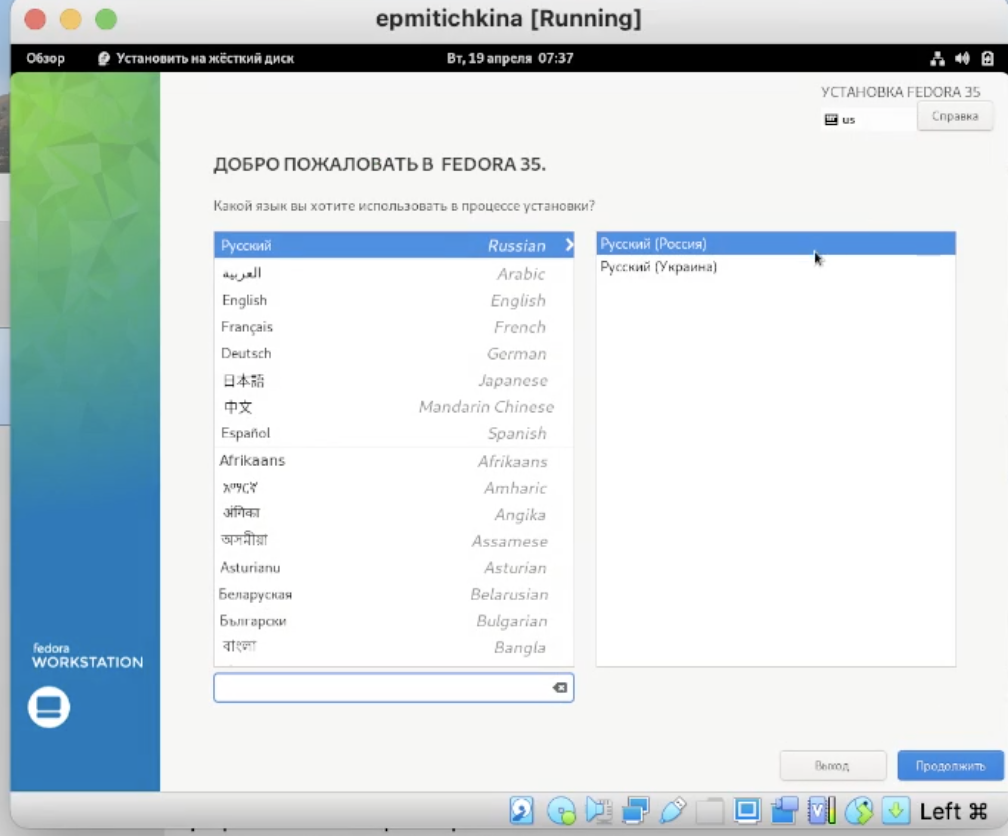 epmitichkina [Running]
Обзор Установить на жёсткий диск Вт, 19 апреля 07:37
УСТАНОВКА FEDORA 35
us Справка
ДОБРО ПОЖАЛОВАТЬ В FEDORA 35.
Какой язык вы хотите использовать в процессе установки?
Русский Russian
العربية Arabic
English English
Français French
Deutsch German
日本語 Japanese
中文 Mandarin Chinese
Español Spanish
Afrikaans Afrikaans
አማርኛ Amharic
अंगिका Angika
অসমীয়া Assamese
Asturianu Asturian
Беларуская Belarusian
Български Bulgarian
বাংলা Bangla
Русский (Россия)
Русский (Украина)
fedora
WORKSTATION
Выход Продолжить
Left ⌘